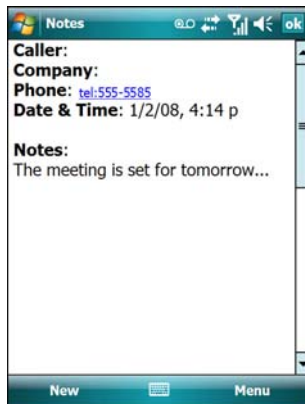 Notes
ok
Caller:
Company:
Phone: tel:555-5585
Date & Time: 1/2/08, 4:14 p
Notes:
The meeting is set for tomorrow...
New
Menu